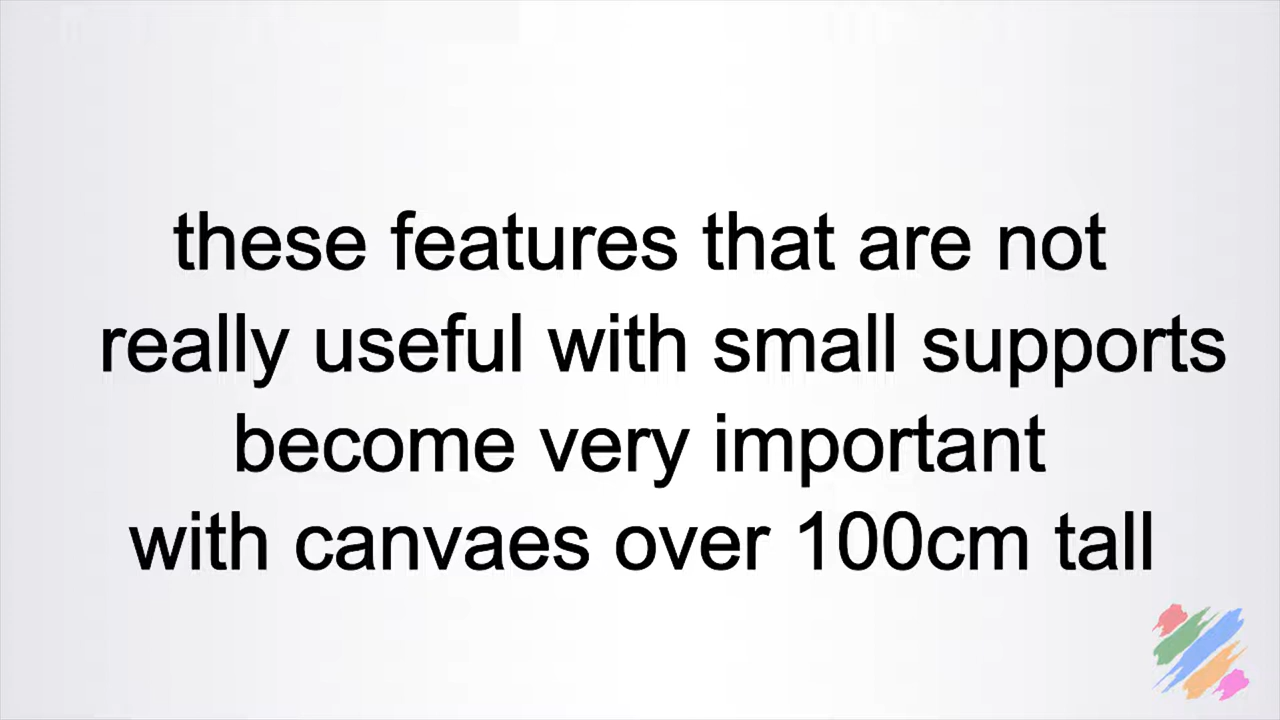 these features that are not
really useful with small supports
become very important
with canvaes over 100cm tall